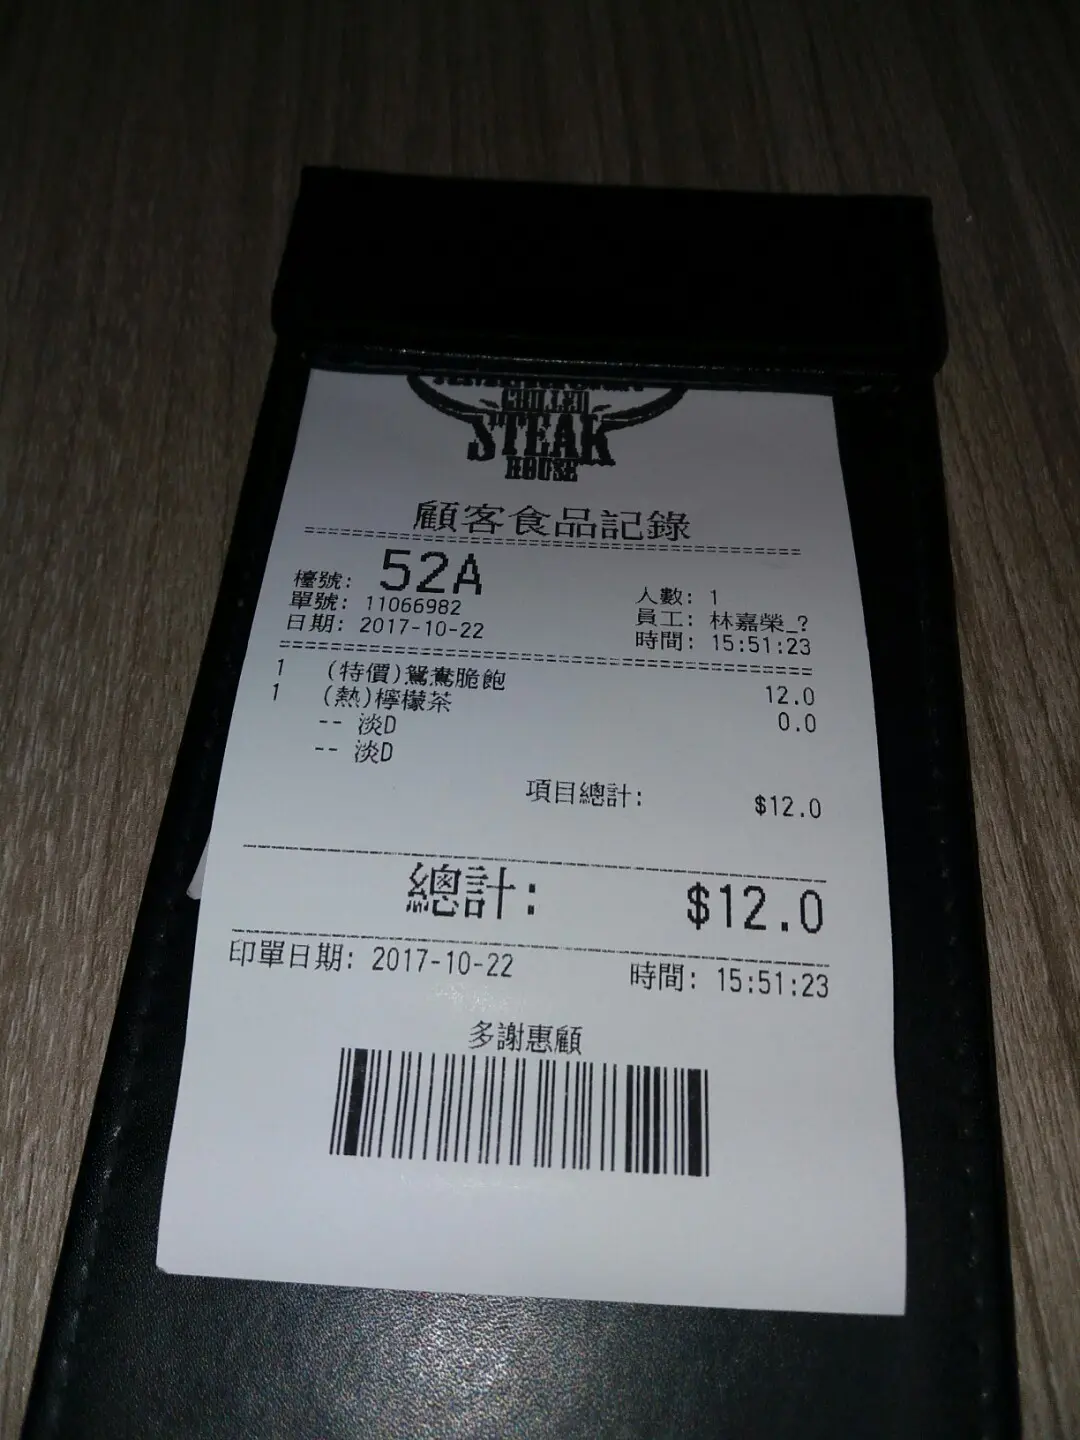 GRILLED
STEAK
HOUSE
顧客食品記錄
檯號: 52A 人數: 1
單號: 11066982 員工: 林嘉榮_?
日期: 2017-10-22 時間: 15:51:23
1 (特價)鴛鴦脆飽 12.0
1 (熱)檸檬茶 0.0
-- 淡D
-- 淡D
項目總計: $12.0
總計: $12.0
印單日期: 2017-10-22 時間: 15:51:23
多謝惠顧